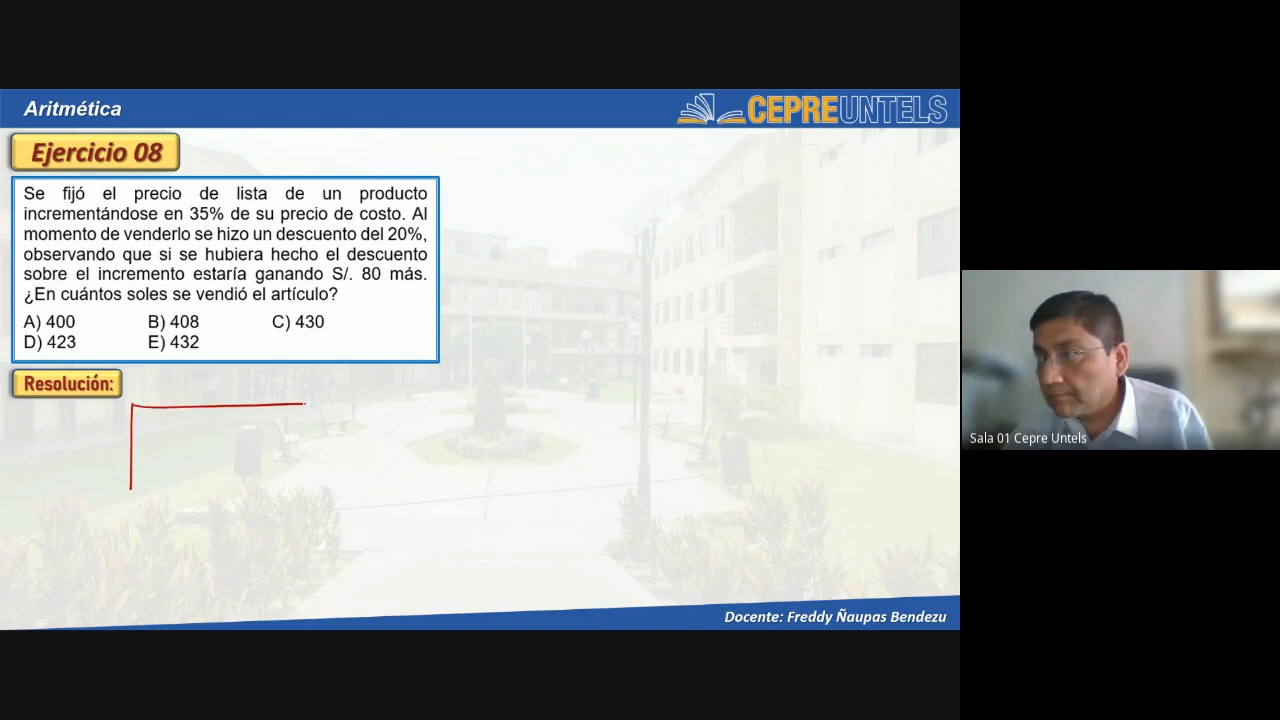 Aritmética
CEPREUNTELS
Ejercicio 08
Se fijó el precio de lista de un producto
incrementándose en 35% de su precio de costo. Al
momento de venderlo se hizo un descuento del 20%,
observando que si se hubiera hecho el descuento
sobre el incremento estaría ganando S/. 80 más.
¿En cuántos soles se vendió el artículo?
A) 400 B) 408 C) 430
D) 423 E) 432
Resolución:
Sala 01 Cepre Untels
Docente: Freddy Ñaupas Bendezu